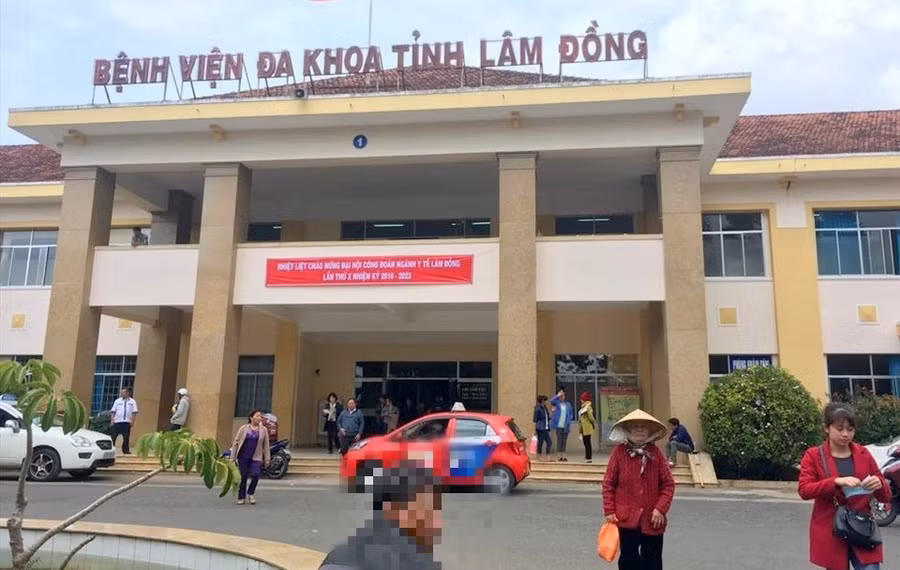 BỆNH VIỆN ĐA KHOA TỈNH LÂM ĐỒNG
1
NHIỆT LIỆT CHÀO MỪNG ĐẠI HỘI CÔNG ĐOÀN NGÀNH Y TẾ LÂM ĐỒNG
LẦN THỨ X NHIỆM KỲ 2018 - 2023